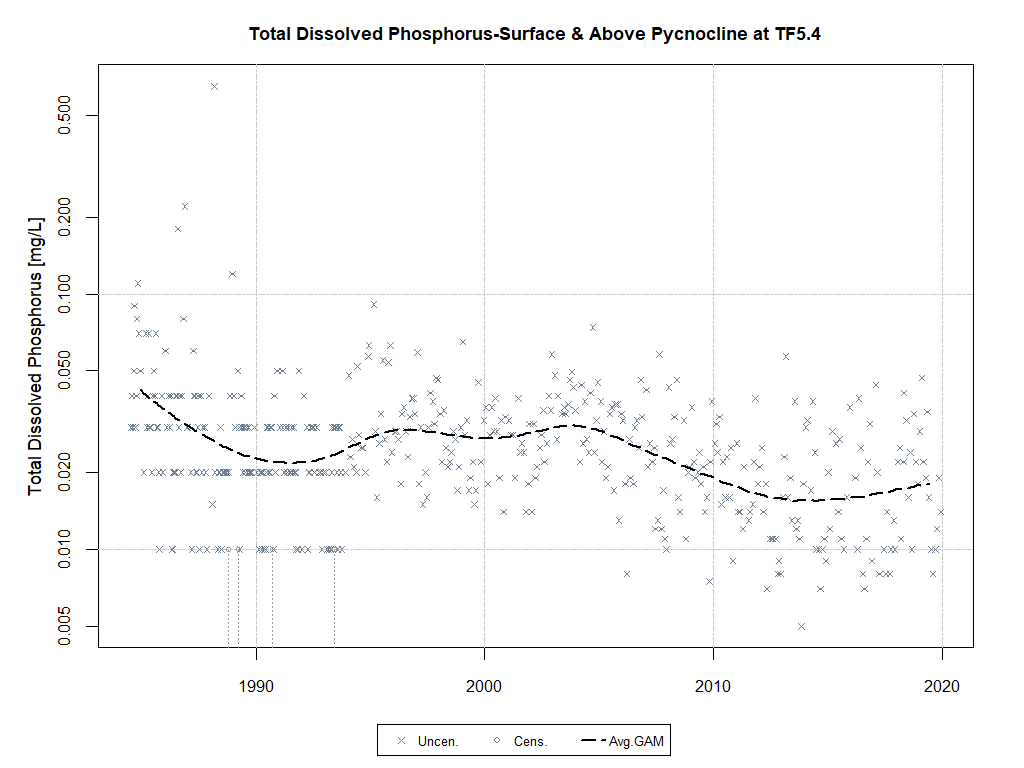 Total Dissolved Phosphorus-Surface & Above Pycnocline at TF5.4
Total Dissolved Phosphorus [mg/L]
0.500
0.200
0.100
0.050
0.020
0.010
0.005
1990 2000 2010 2020
Uncen. Cens. Avg.GAM